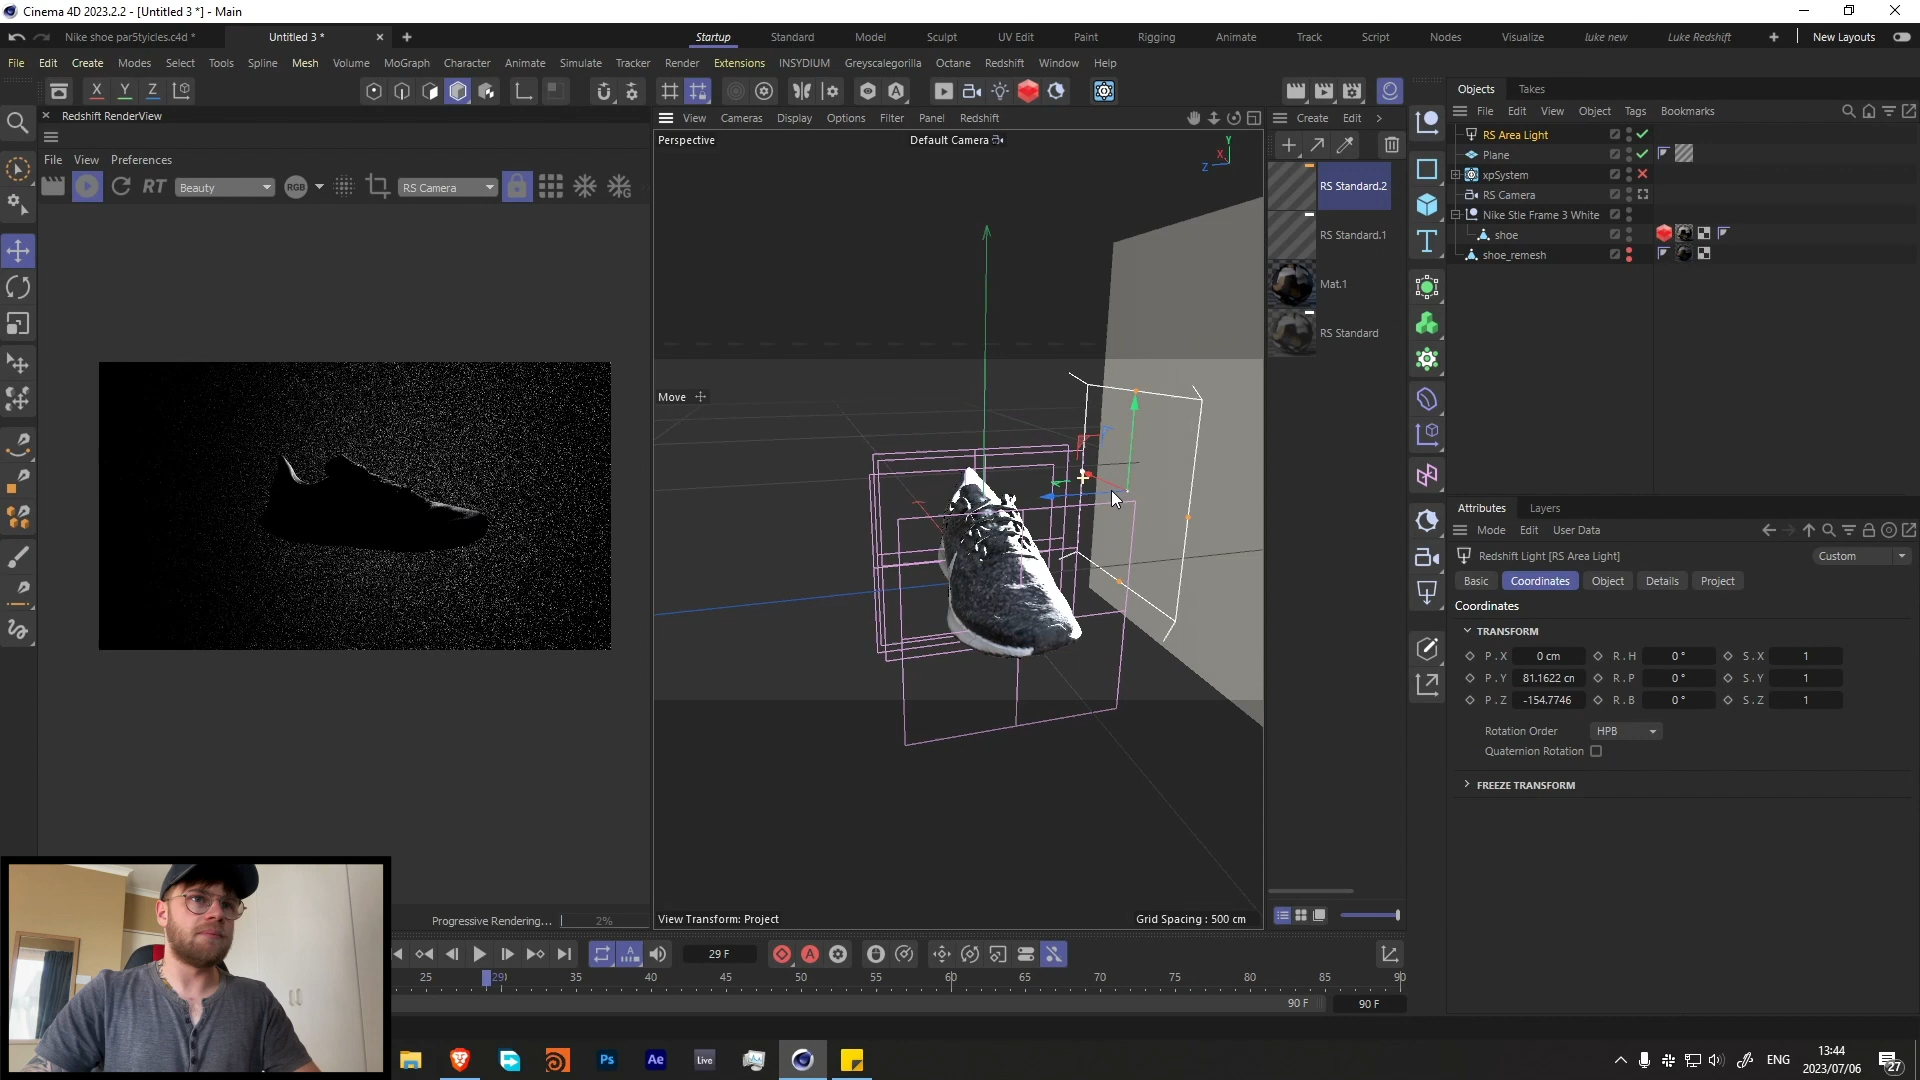 Cinema 4D 2023.2.2 - [Untitled 3 *] - Main
Nike shoe par5tyicles.c4d *
Untitled 3 *
Startup
Standard
Model
Sculpt
UV Edit
Paint
Rigging
Animate
Track
Script
Nodes
Visualize
luke new
Luke Redshift
New Layouts
File Edit Create Modes Select Tools Spline Mesh Volume MoGraph Character Animate Simulate Tracker Render Extensions INSYDIUM Greyscalegorilla Octane Redshift Window Help
X Y Z
Redshift RenderView
File View Preferences
RT Beauty RGB RS Camera
View Cameras Display Options Filter Panel Redshift
Perspective
Default Camera
Y
X
Z
Move
Progressive Rendering...
2%
View Transform: Project
Grid Spacing : 500 cm
Create Edit
RS Standard.2
RS Standard.1
Mat.1
RS Standard
Objects Takes
File Edit View Object Tags Bookmarks
RS Area Light
Plane
xpSystem
RS Camera
Nike Stie Frame 3 White
shoe
shoe_remesh
Attributes Layers
Mode Edit User Data
Redshift Light [RS Area Light]
Custom
Basic Coordinates Object Details Project
Coordinates
TRANSFORM
P . X 0 cm R . H 0 ° S . X 1
P . Y 81.1622 cm R . P 0 ° S . Y 1
P . Z -154.7746 R . B 0 ° S . Z 1
Rotation Order HPB
Quaternion Rotation
FREEZE TRANSFORM
29 F
25 29 35 40 45 50 55 60 65 70 75 80 85 90
90 F
90 F
Ps Ae Live
ENG
13:44
2023/07/06
27